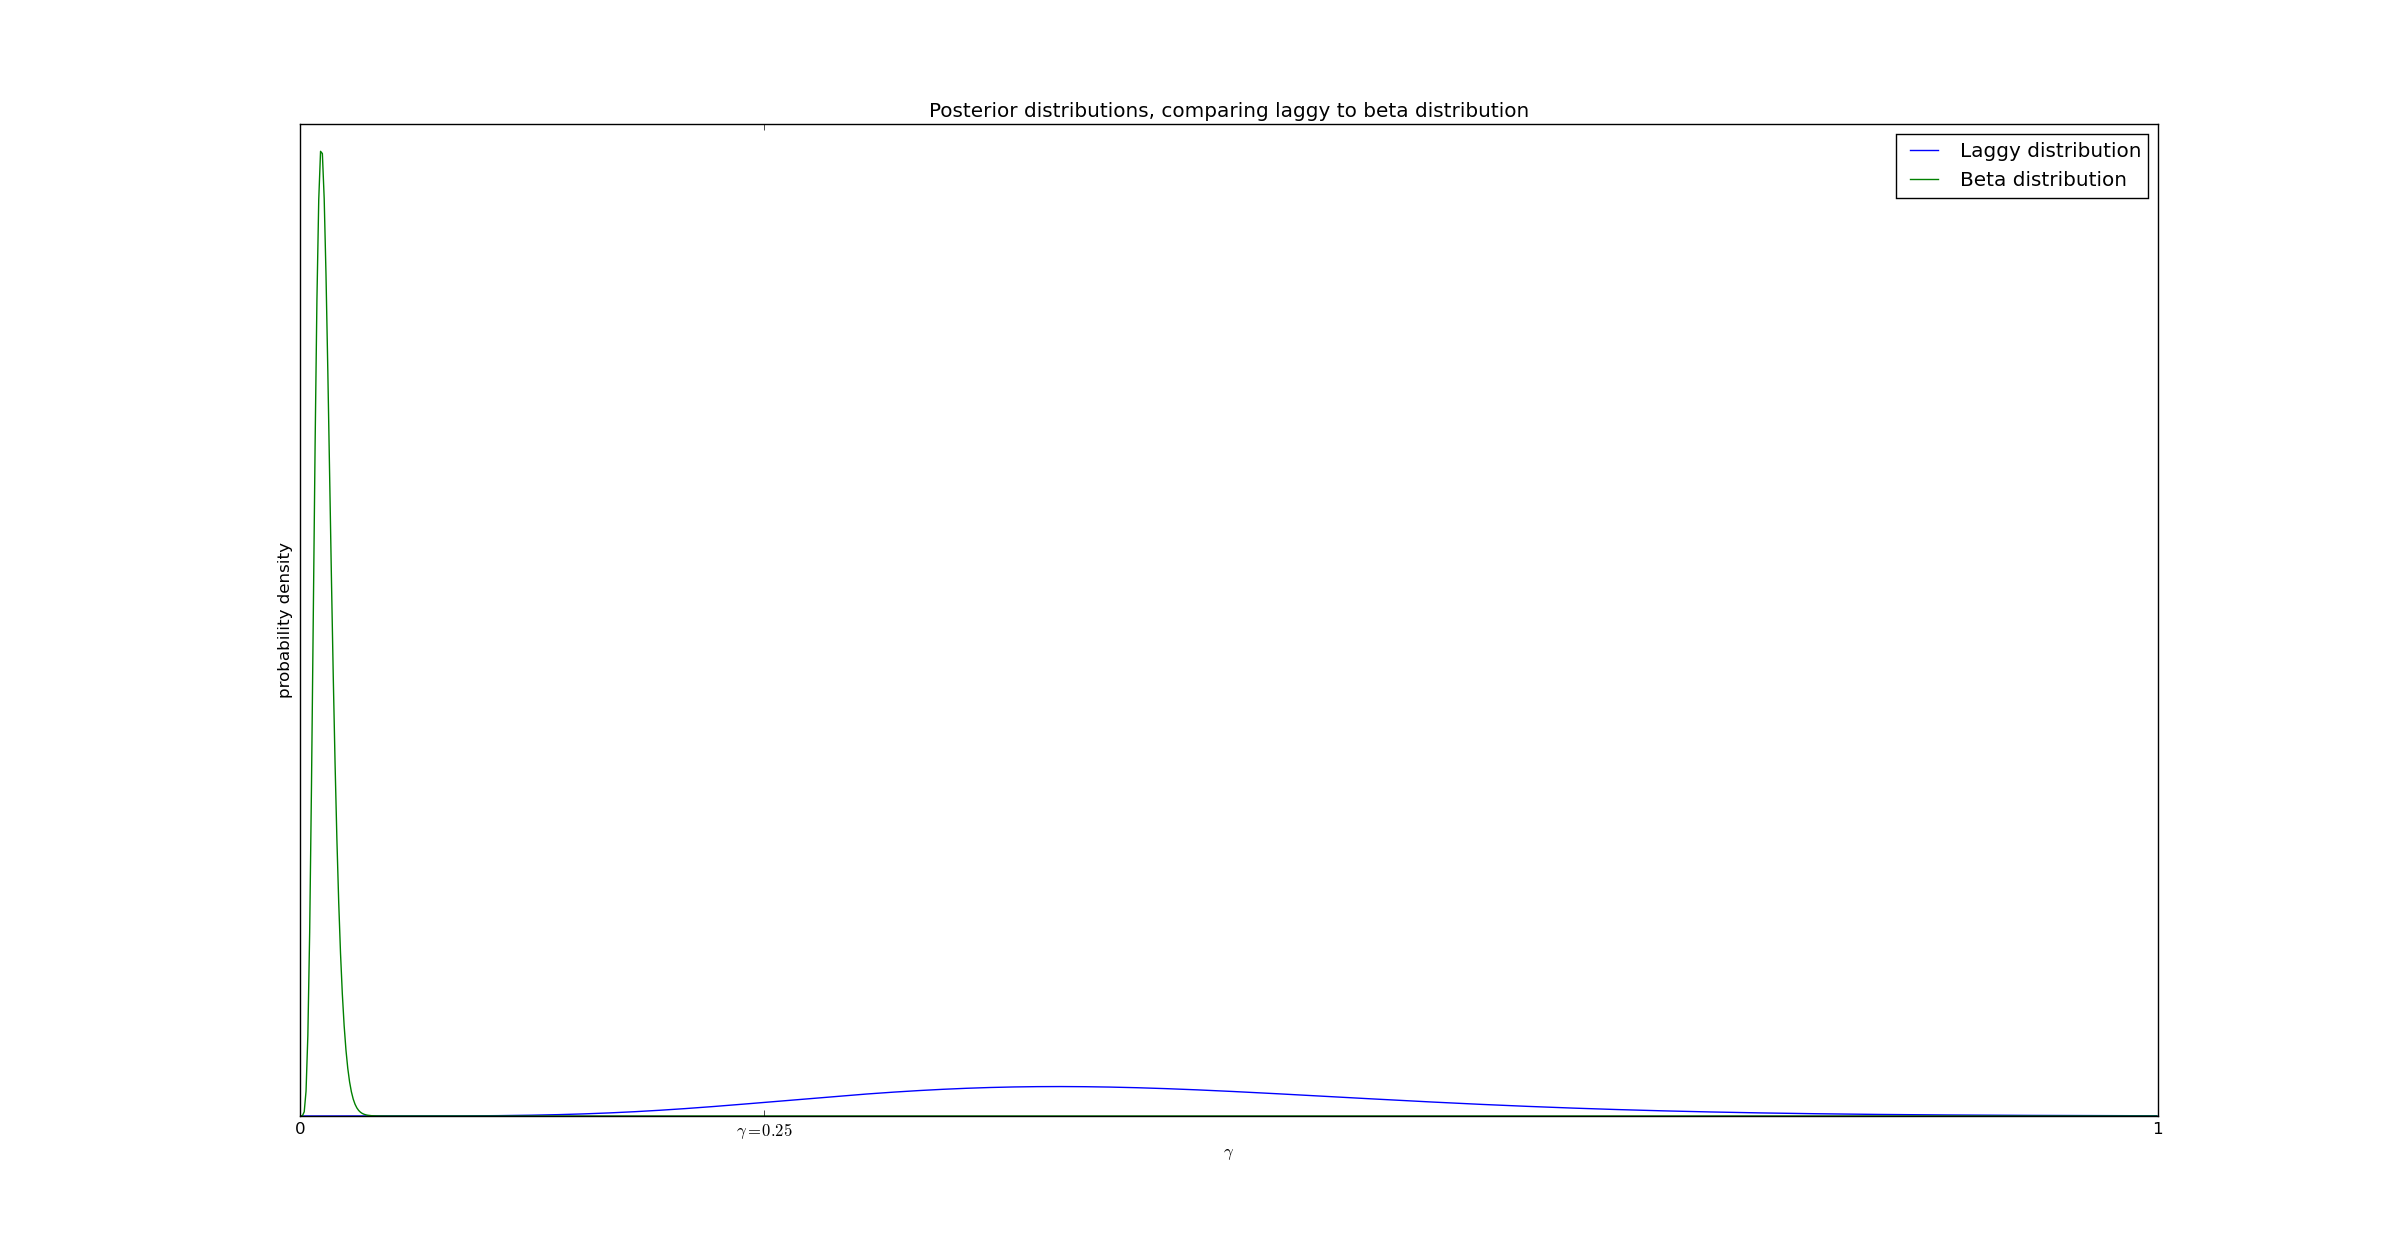 Posterior distributions, comparing laggy to beta distribution
Laggy distribution
Beta distribution
probability density
0
γ=0.25
1
γ